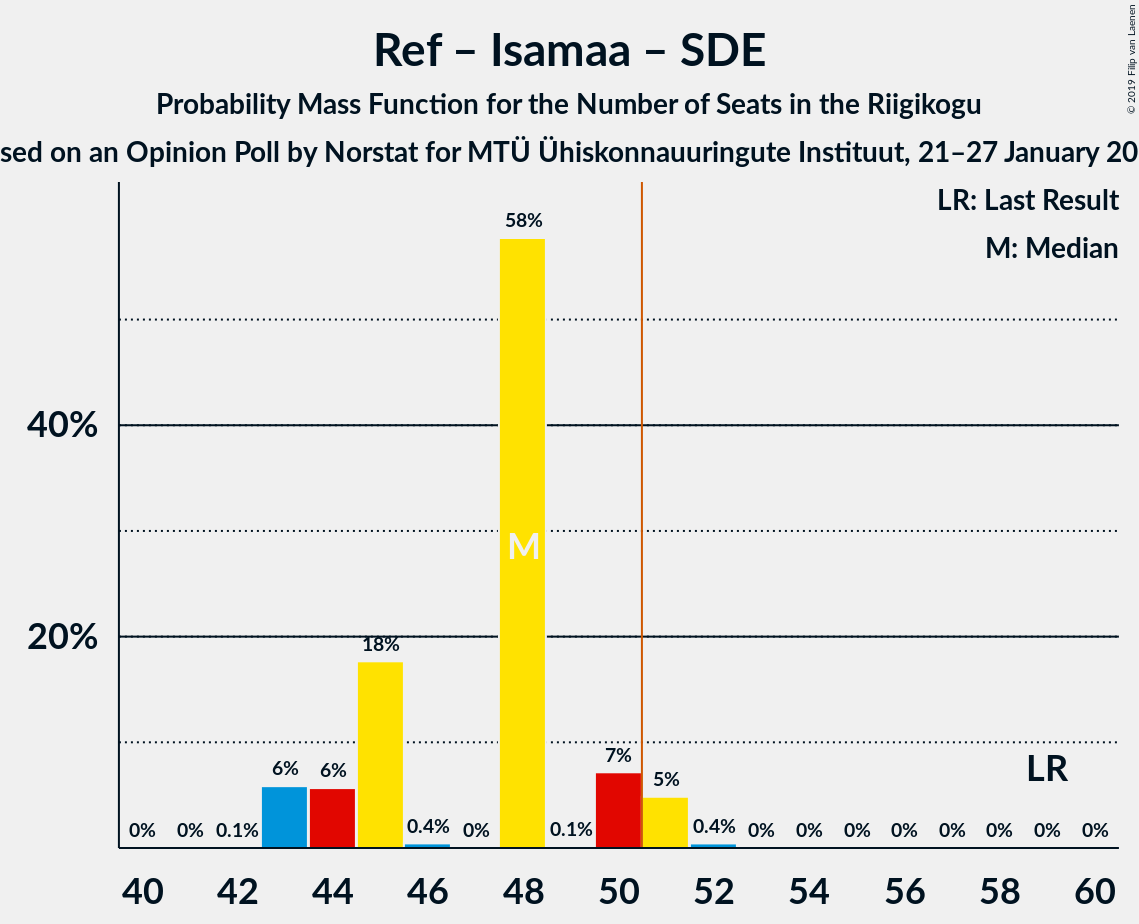 Ref – Isamaa – SDE
Probability Mass Function for the Number of Seats in the Riigikogu
sed on an Opinion Poll by Norstat for MTÜ Ühiskonnauuringute Instituut, 21–27 January 20
© 2019 Filip van Laenen
LR: Last Result
M: Median
58%
40%
M
20%
18%
7%
LR
6% 6% 5%
0% 0% 0.1% 0.4% 0% 0.1% 0.4% 0% 0% 0% 0% 0% 0% 0% 0%
40 42 44 46 48 50 52 54 56 58 60